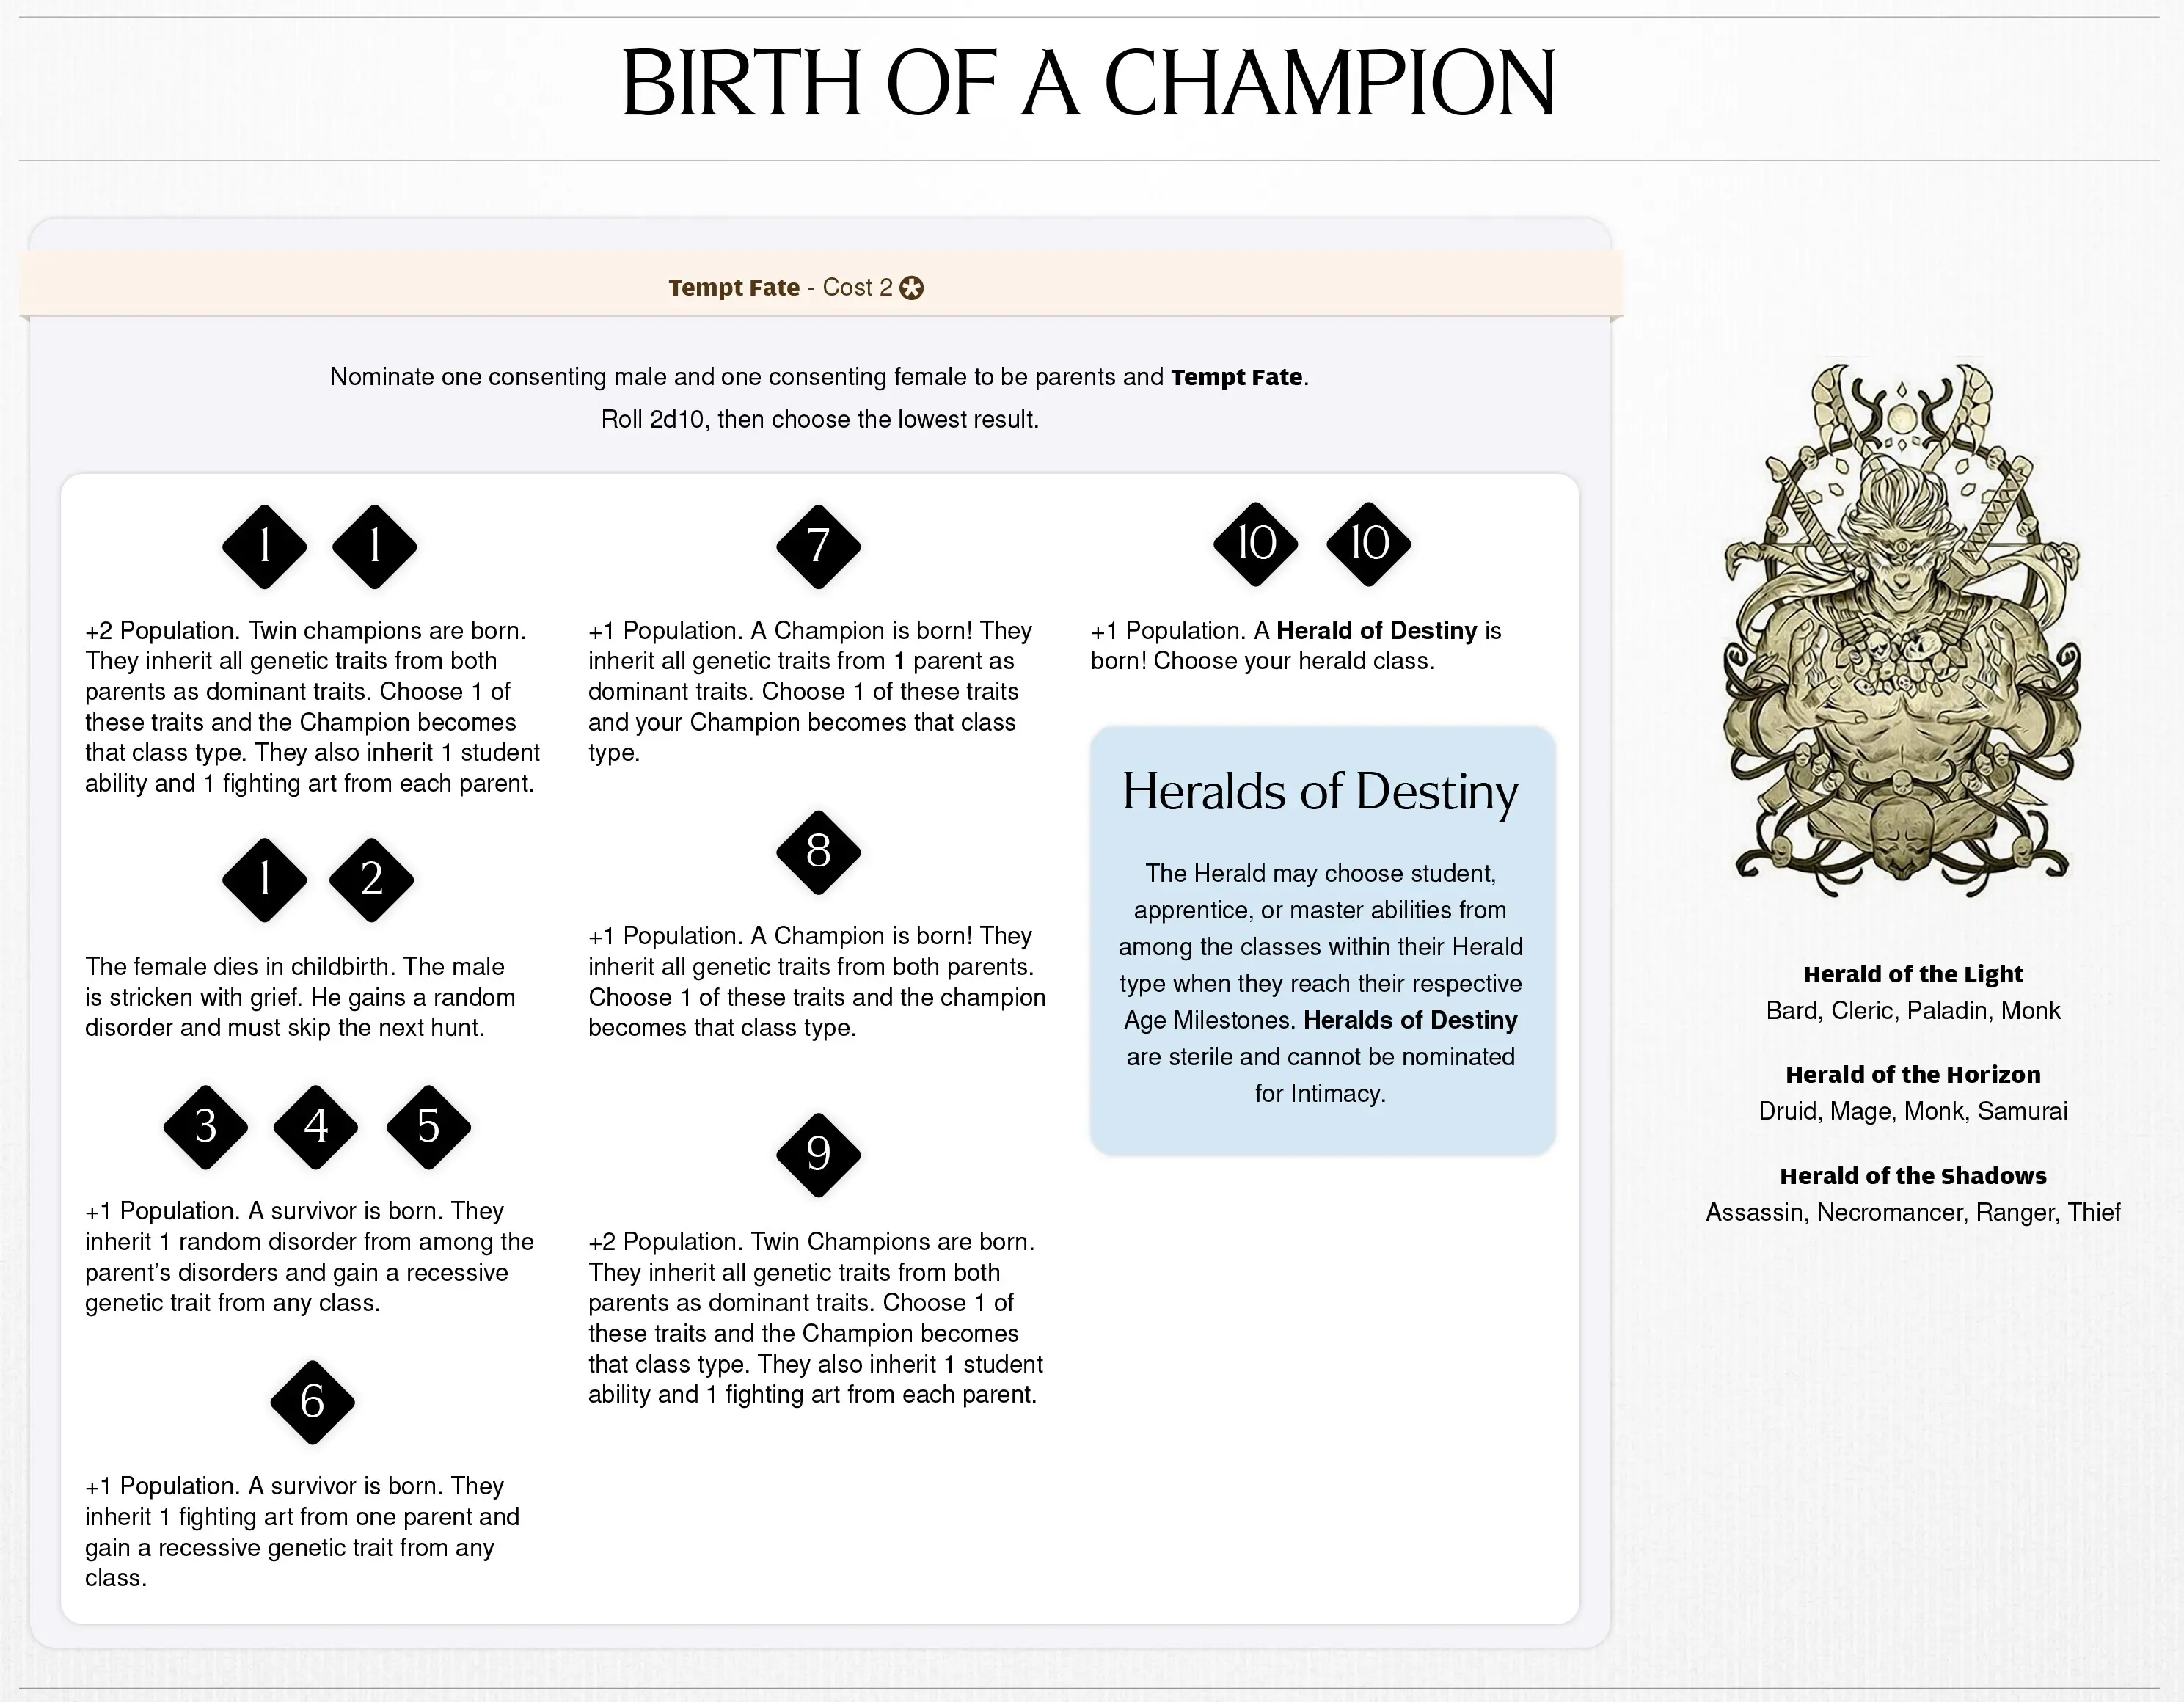 BIRTH OF A CHAMPION
Tempt Fate - Cost 2
Nominate one consenting male and one consenting female to be parents and Tempt Fate.
Roll 2d10, then choose the lowest result.
1 1
+2 Population. Twin champions are born.
They inherit all genetic traits from both
parents as dominant traits. Choose 1 of
these traits and the Champion becomes
that class type. They also inherit 1 student
ability and 1 fighting art from each parent.
1 2
The female dies in childbirth. The male
is stricken with grief. He gains a random
disorder and must skip the next hunt.
3 4 5
+1 Population. A survivor is born. They
inherit 1 random disorder from among the
parent’s disorders and gain a recessive
genetic trait from any class.
6
+1 Population. A survivor is born. They
inherit 1 fighting art from one parent and
gain a recessive genetic trait from any
class.
7
+1 Population. A Champion is born! They
inherit all genetic traits from 1 parent as
dominant traits. Choose 1 of these traits
and your Champion becomes that class
type.
8
+1 Population. A Champion is born! They
inherit all genetic traits from both parents.
Choose 1 of these traits and the champion
becomes that class type.
9
+2 Population. Twin Champions are born.
They inherit all genetic traits from both
parents as dominant traits. Choose 1 of
these traits and the Champion becomes
that class type. They also inherit 1 student
ability and 1 fighting art from each parent.
10 10
+1 Population. A Herald of Destiny is
born! Choose your herald class.
Heralds of Destiny
The Herald may choose student,
apprentice, or master abilities from
among the classes within their Herald
type when they reach their respective
Age Milestones. Heralds of Destiny
are sterile and cannot be nominated
for Intimacy.
Herald of the Light
Bard, Cleric, Paladin, Monk
Herald of the Horizon
Druid, Mage, Monk, Samurai
Herald of the Shadows
Assassin, Necromancer, Ranger, Thief